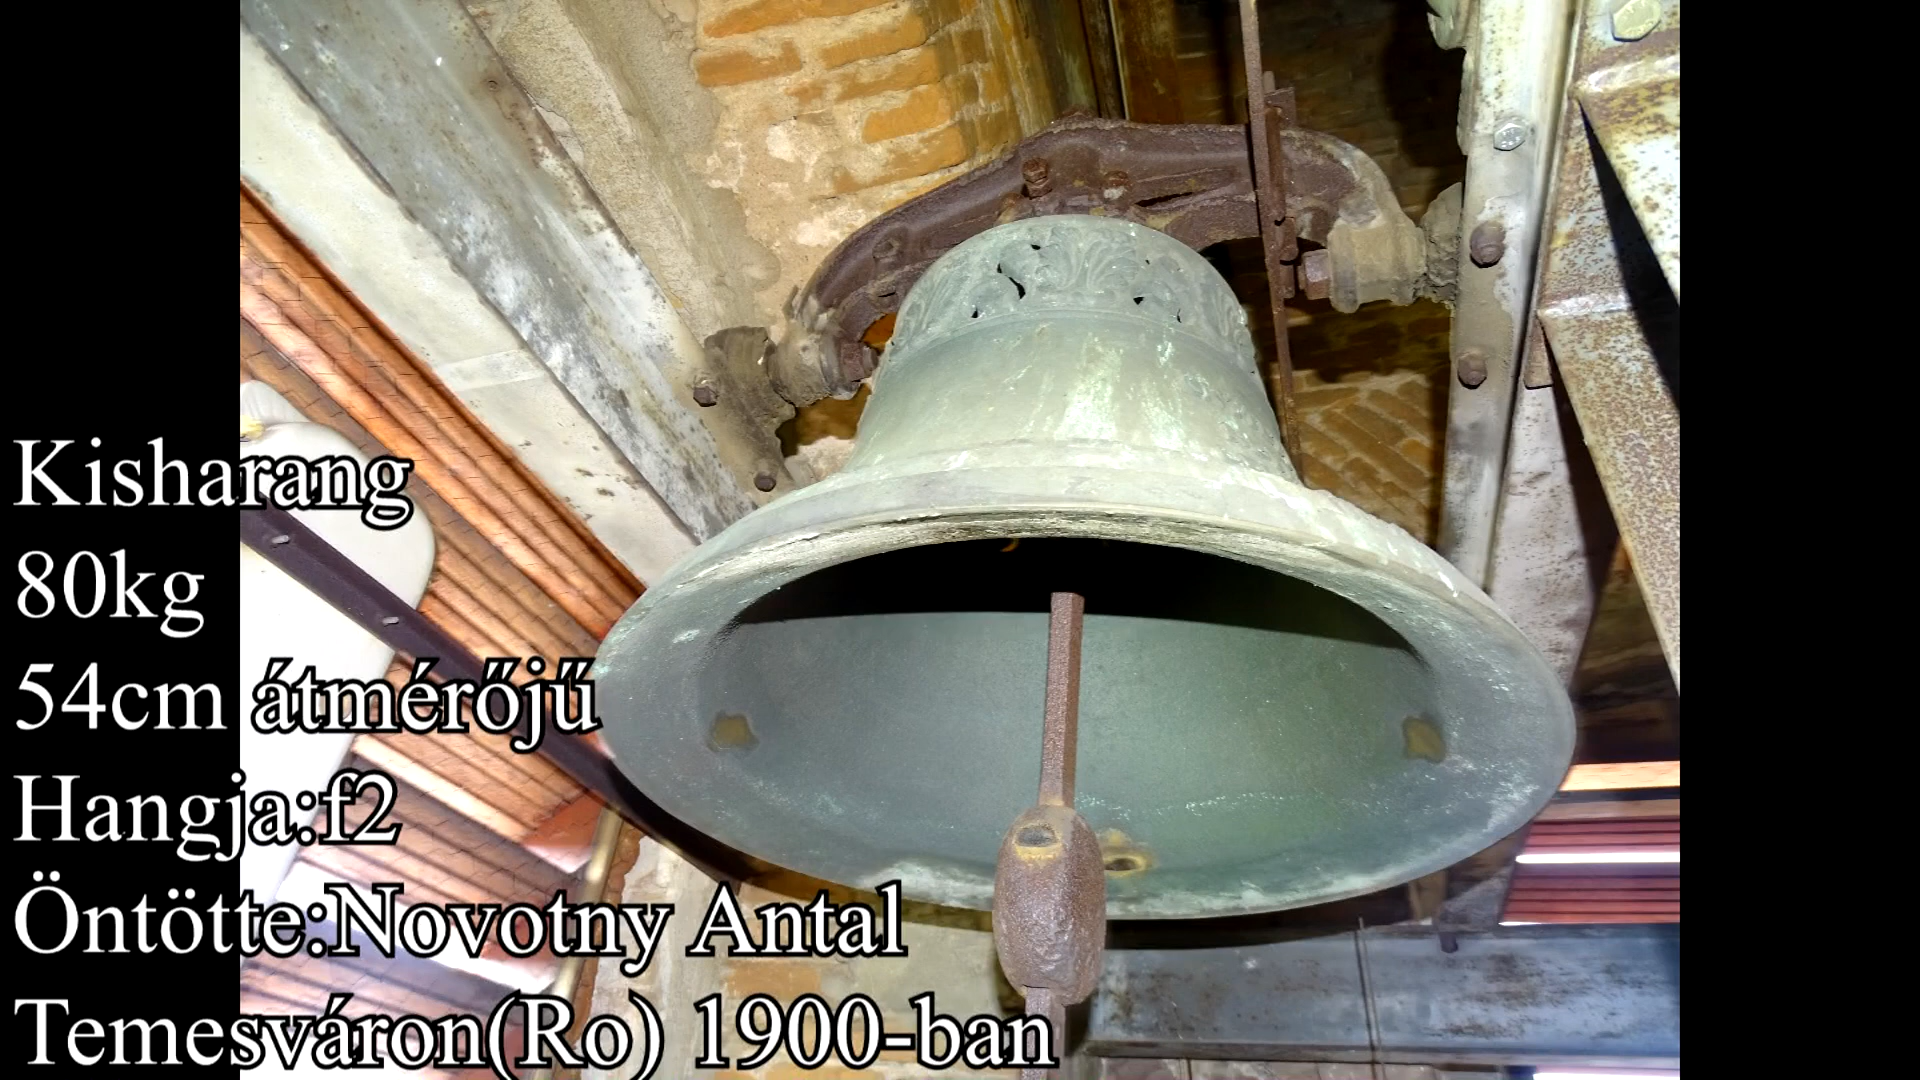 Kisharang
80kg
54cm átmérőjű
Hangja:f2
Öntötte:Novotny Antal
Temesváron(Ro) 1900-ban